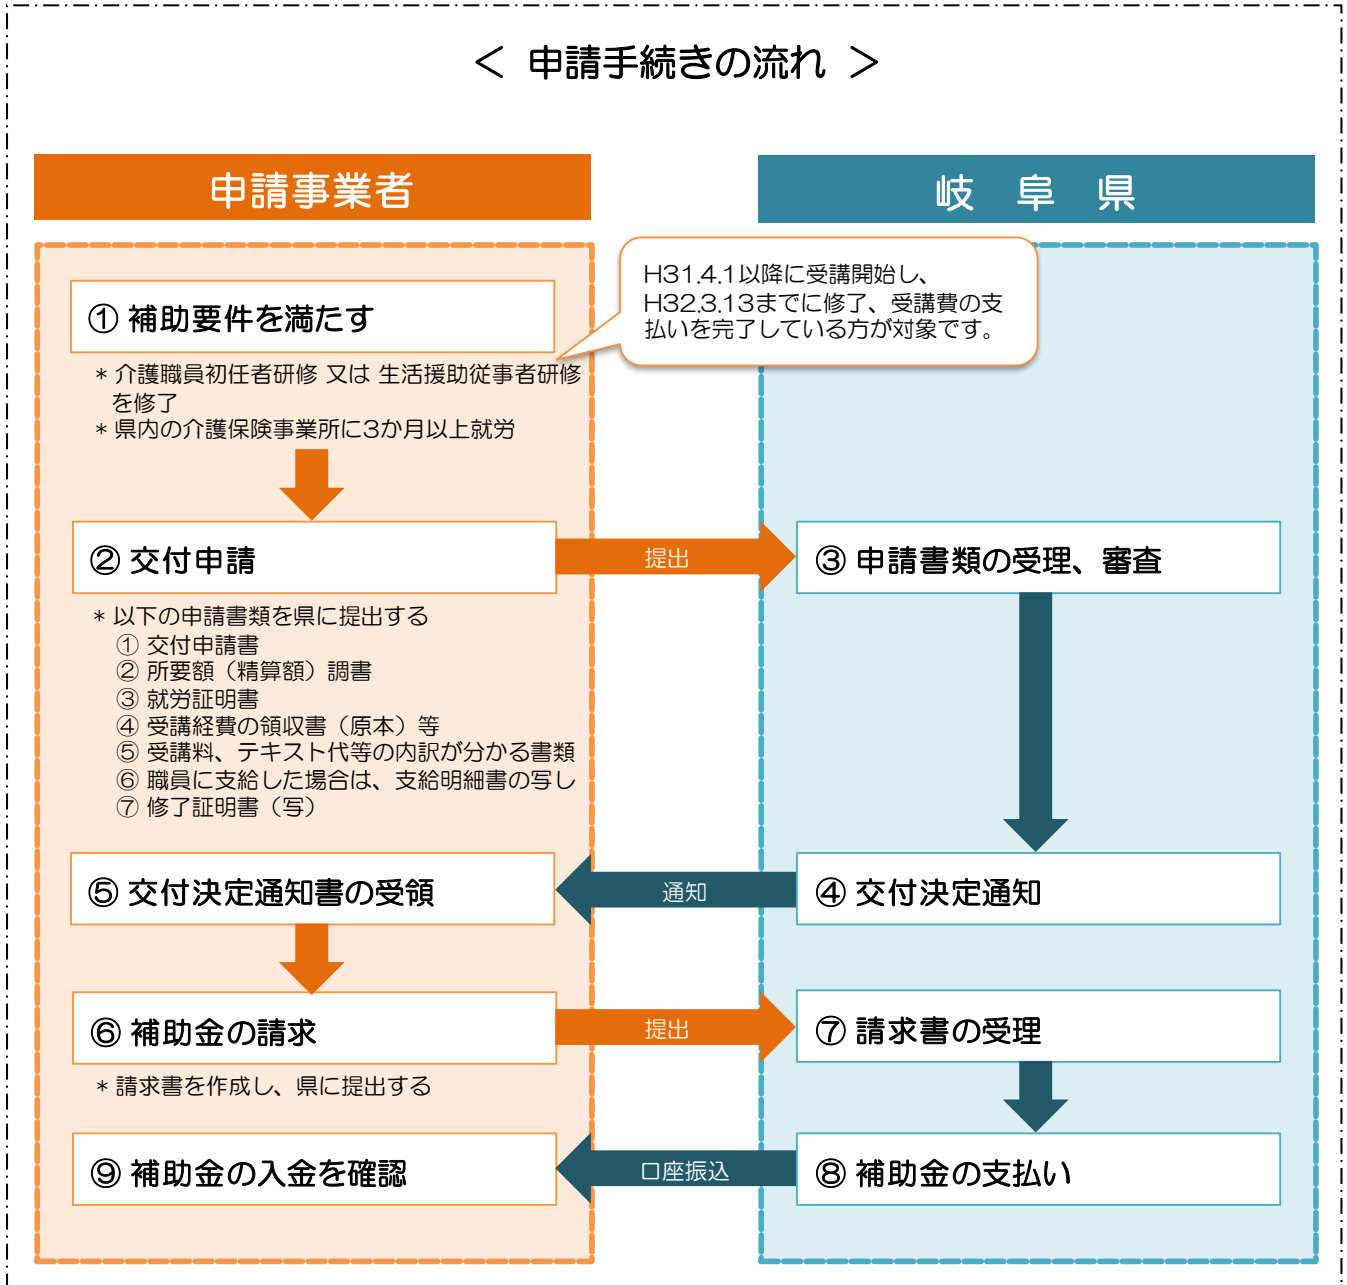 ＜ 申請手続きの流れ ＞
申請事業者
岐 阜 県
H31.4.1以降に受講開始し、
H32.3.13までに修了、受講費の支
払いを完了している方が対象です。
① 補助要件を満たす
* 介護職員初任者研修 又は 生活援助従事者研修
を修了
* 県内の介護保険事業所に3か月以上就労
② 交付申請
提出
③ 申請書類の受理、審査
* 以下の申請書類を県に提出する
① 交付申請書
② 所要額（精算額）調書
③ 就労証明書
④ 受講経費の領収書（原本）等
⑤ 受講料、テキスト代等の内訳が分かる書類
⑥ 職員に支給した場合は、支給明細書の写し
⑦ 修了証明書（写）
⑤ 交付決定通知書の受領
通知
④ 交付決定通知
⑥ 補助金の請求
提出
⑦ 請求書の受理
* 請求書を作成し、県に提出する
⑨ 補助金の入金を確認
口座振込
⑧ 補助金の支払い